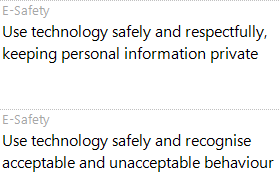 E-Safety
Use technology safely and respectfully,
keeping personal information private
E-Safety
Use technology safely and recognise
acceptable and unacceptable behaviour